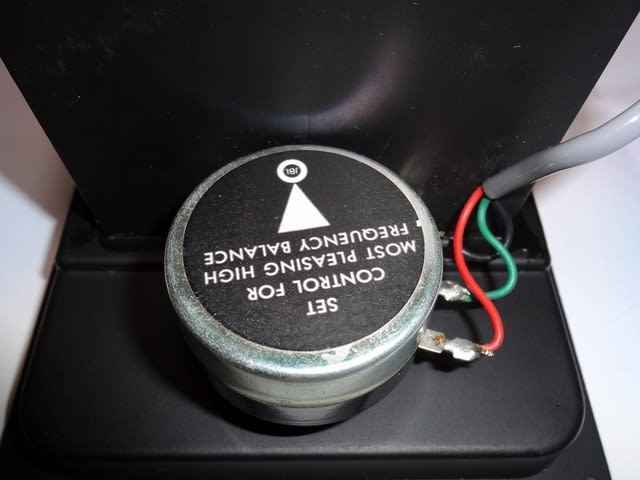 SET
CONTROL FOR
MOST PLEASING HIGH
FREQUENCY BALANCE
JBL